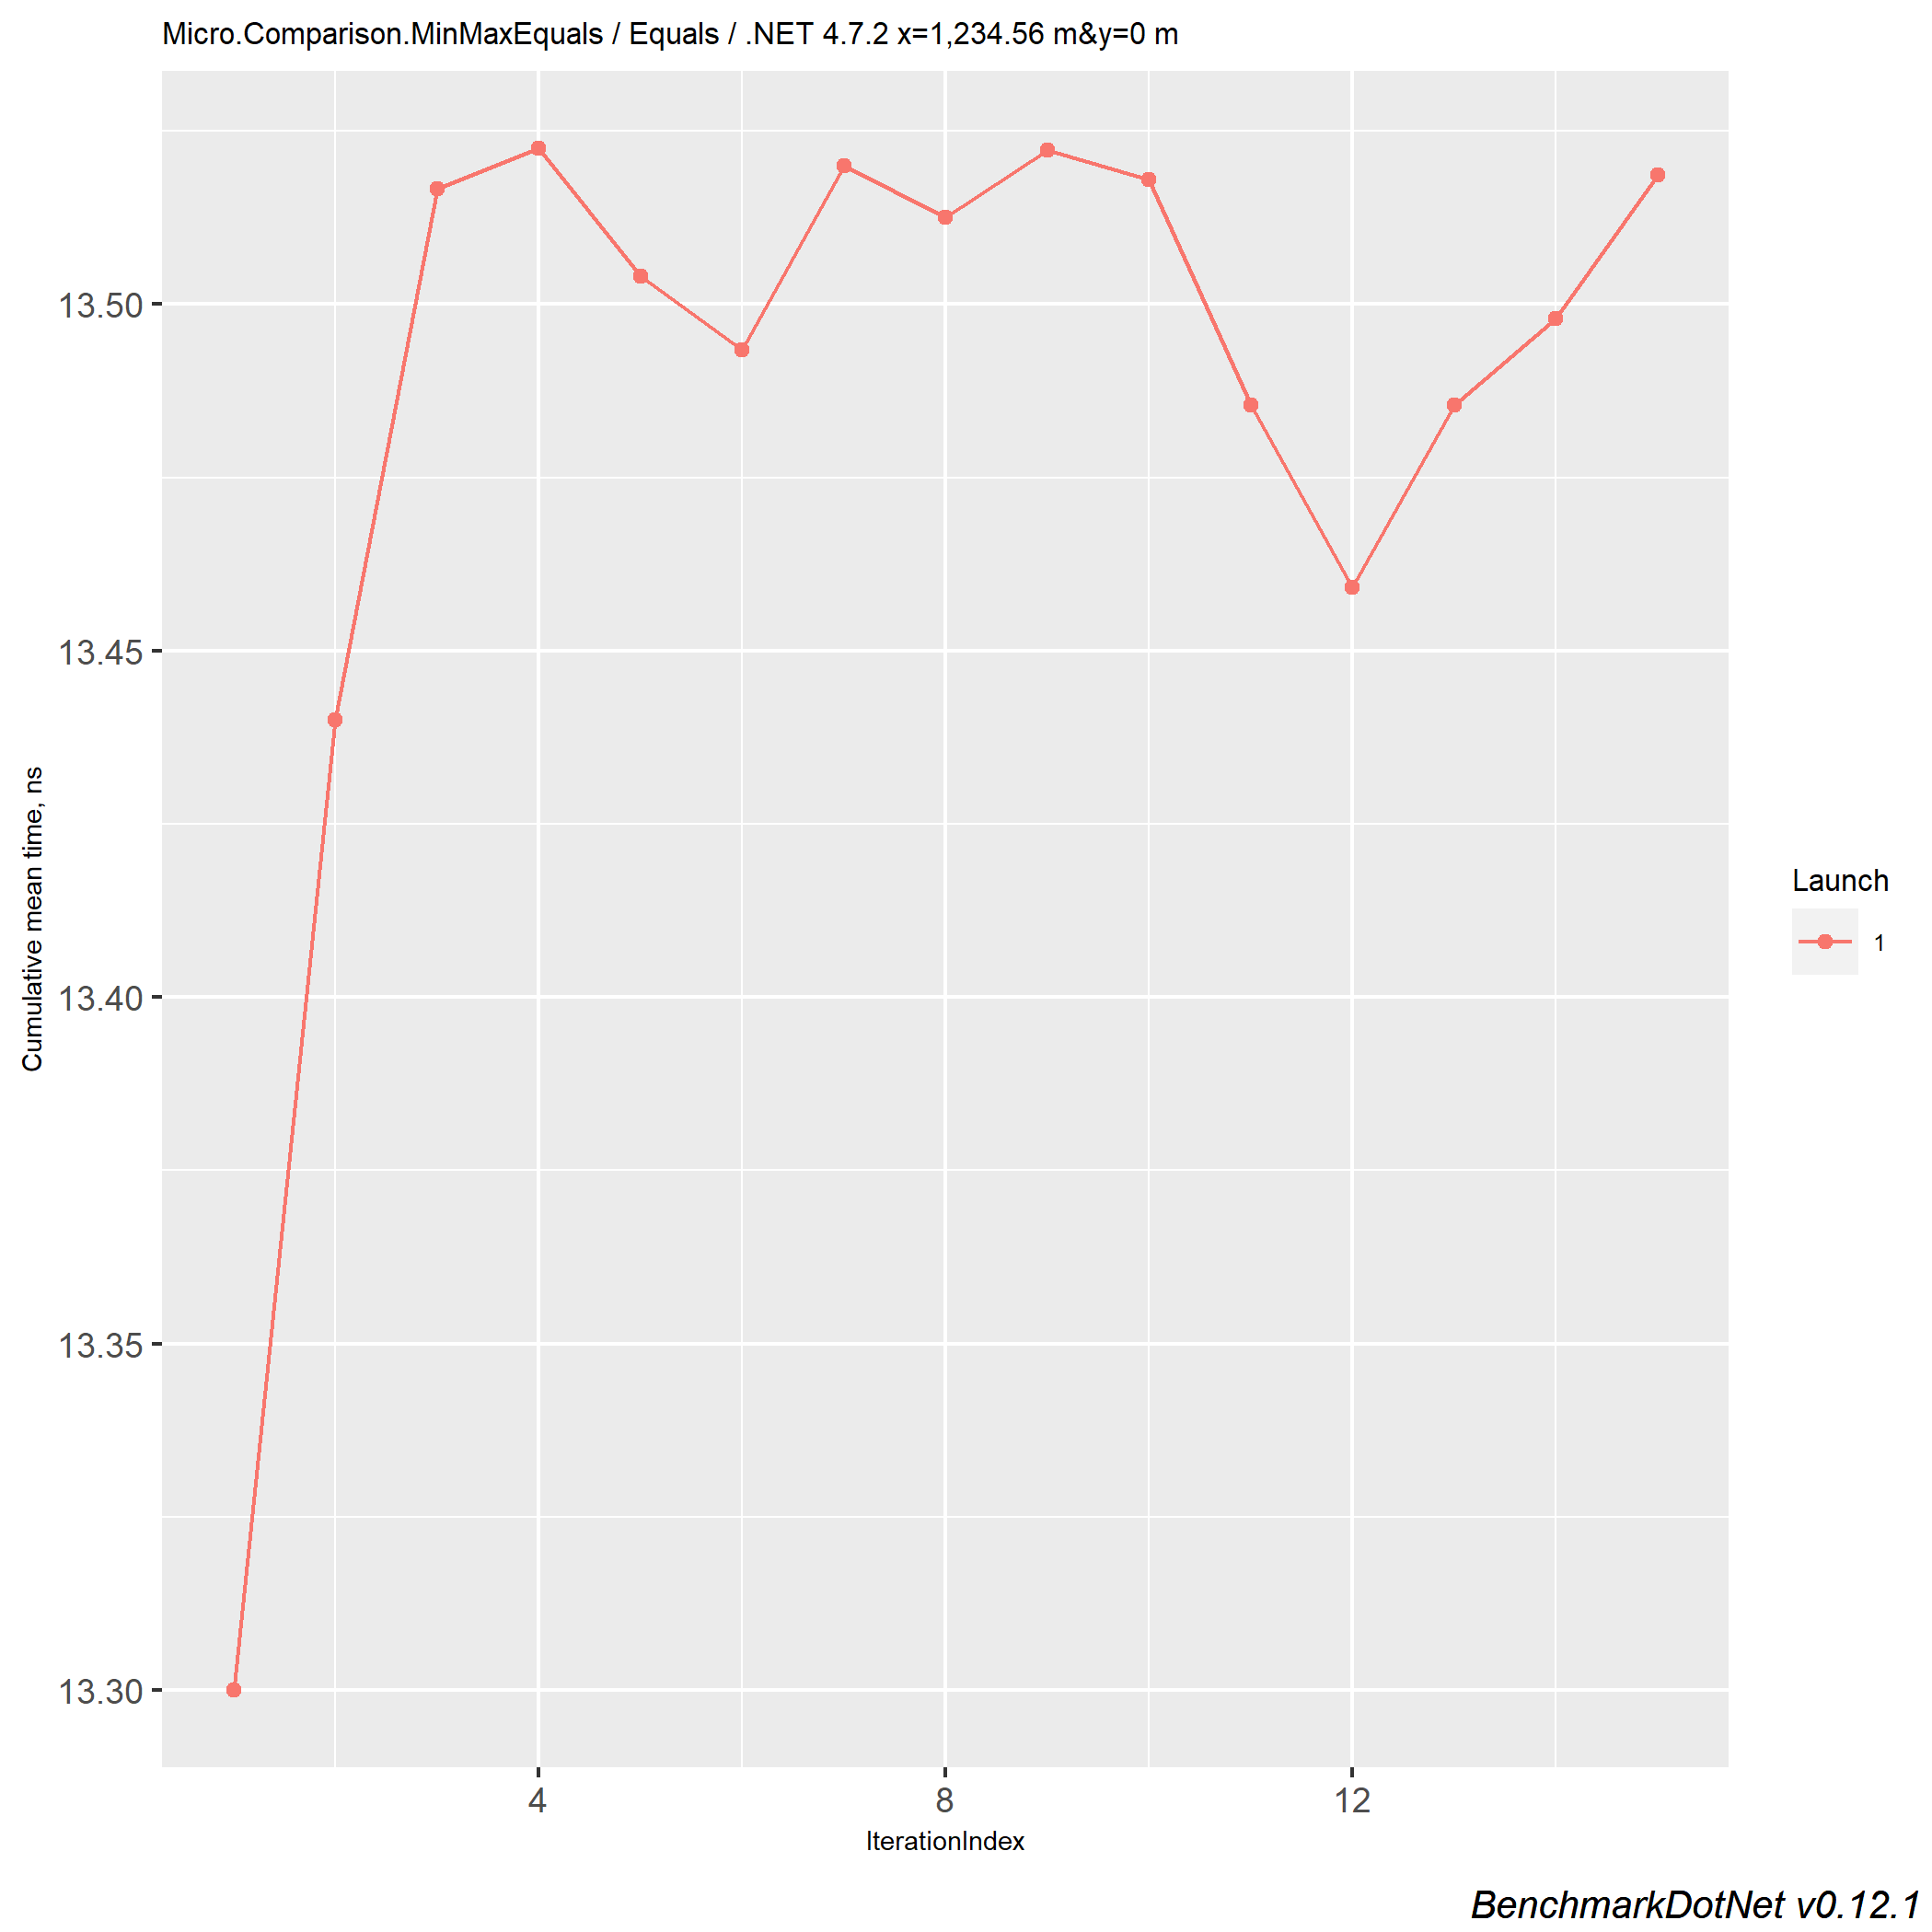 Micro.Comparison.MinMaxEquals / Equals / .NET 4.7.2 x=1,234.56 m&y=0 m
Cumulative mean time, ns
13.50
13.45
13.40
13.35
13.30
4
8
12
IterationIndex
Launch
1
BenchmarkDotNet v0.12.1